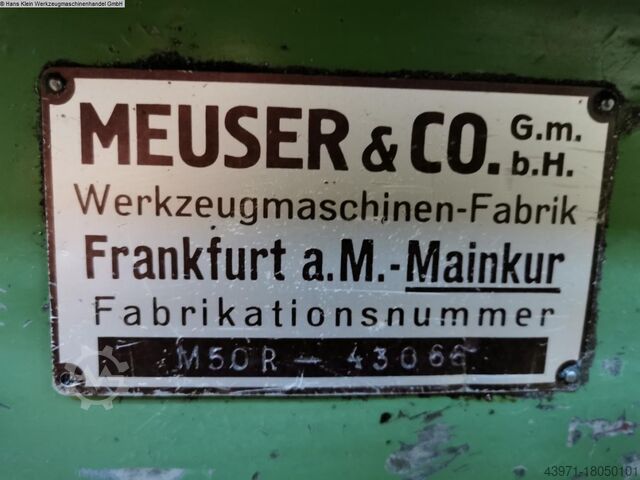 © Hans Klein Werkzeugmaschinenhandel GmbH
MEUSER & CO. G.m.b.H.
Werkzeugmaschinen-Fabrik
Frankfurt a.M.-Mainkur
Fabrikationsnummer
M50R - 43066
43971-18050101